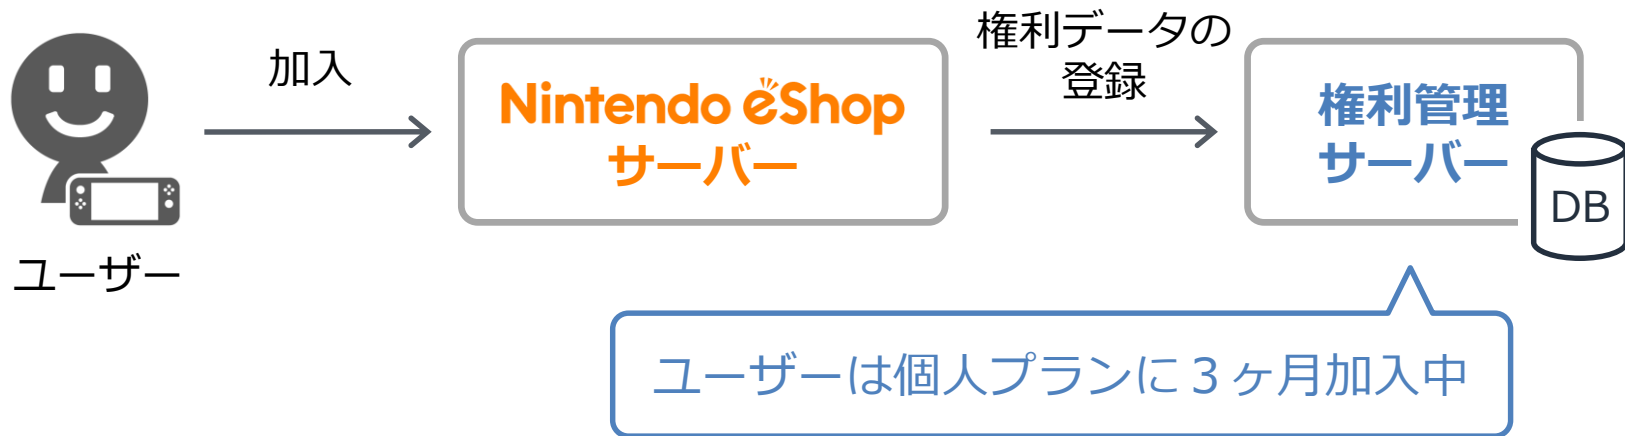 ユーザー
加入
Nintendo eShop
サーバー
権利データの
登録
権利管理
サーバー
DB
ユーザーは個人プランに３ヶ月加入中